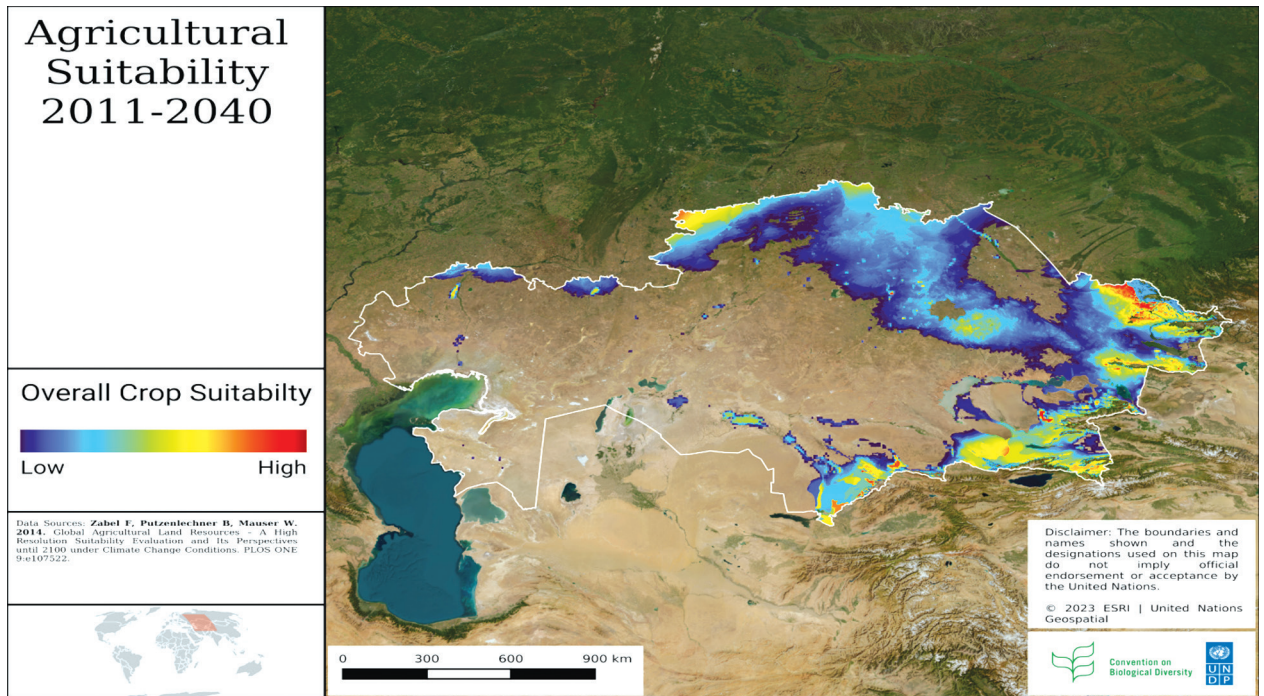 Agricultural
Suitability
2011-2040
Overall Crop Suitabilty
Low High
Data Sources: Zabel F, Putzenlechner B, Mauser W.
2014. Global Agricultural Land Resources – A High
Resolution Suitability Evaluation and Its Perspectives
until 2100 under Climate Change Conditions. PLOS ONE
9:e107522.
0 300 600 900 km
Disclaimer: The boundaries and
names shown and the
designations used on this map
do not imply official
endorsement or acceptance by
the United Nations.
© 2023 ESRI | United Nations
Geospatial
Convention on
Biological Diversity
U N
D P